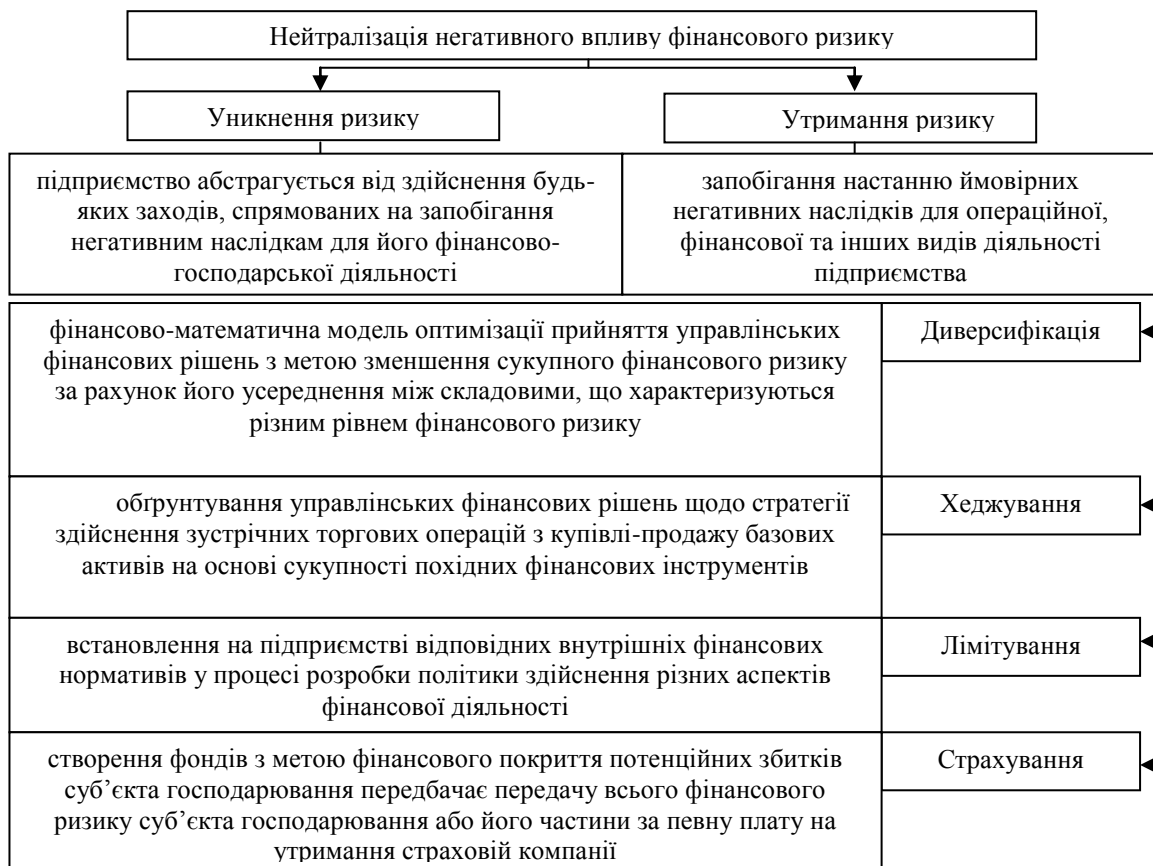 Нейтралізація негативного впливу фінансового ризику
Уникнення ризику
Утримання ризику
підприємство абстрагується від здійснення будь-
яких заходів, спрямованих на запобігання
негативним наслідкам для його фінансово-
господарської діяльності
запобігання настанню ймовірних
негативних наслідків для операційної,
фінансової та інших видів діяльності
підприємства
фінансово-математична модель оптимізації прийняття управлінських
фінансових рішень з метою зменшення сукупного фінансового ризику
за рахунок його усереднення між складовими, що характеризуються
різним рівнем фінансового ризику
Диверсифікація
обґрунтування управлінських фінансових рішень щодо стратегії
здійснення зустрічних торгових операцій з купівлі-продажу базових
активів на основі сукупності похідних фінансових інструментів
Хеджування
встановлення на підприємстві відповідних внутрішніх фінансових
нормативів у процесі розробки політики здійснення різних аспектів
фінансової діяльності
Лімітування
створення фондів з метою фінансового покриття потенційних збитків
суб’єкта господарювання передбачає передачу всього фінансового
ризику суб’єкта господарювання або його частини за певну плату на
утримання страховій компанії
Страхування